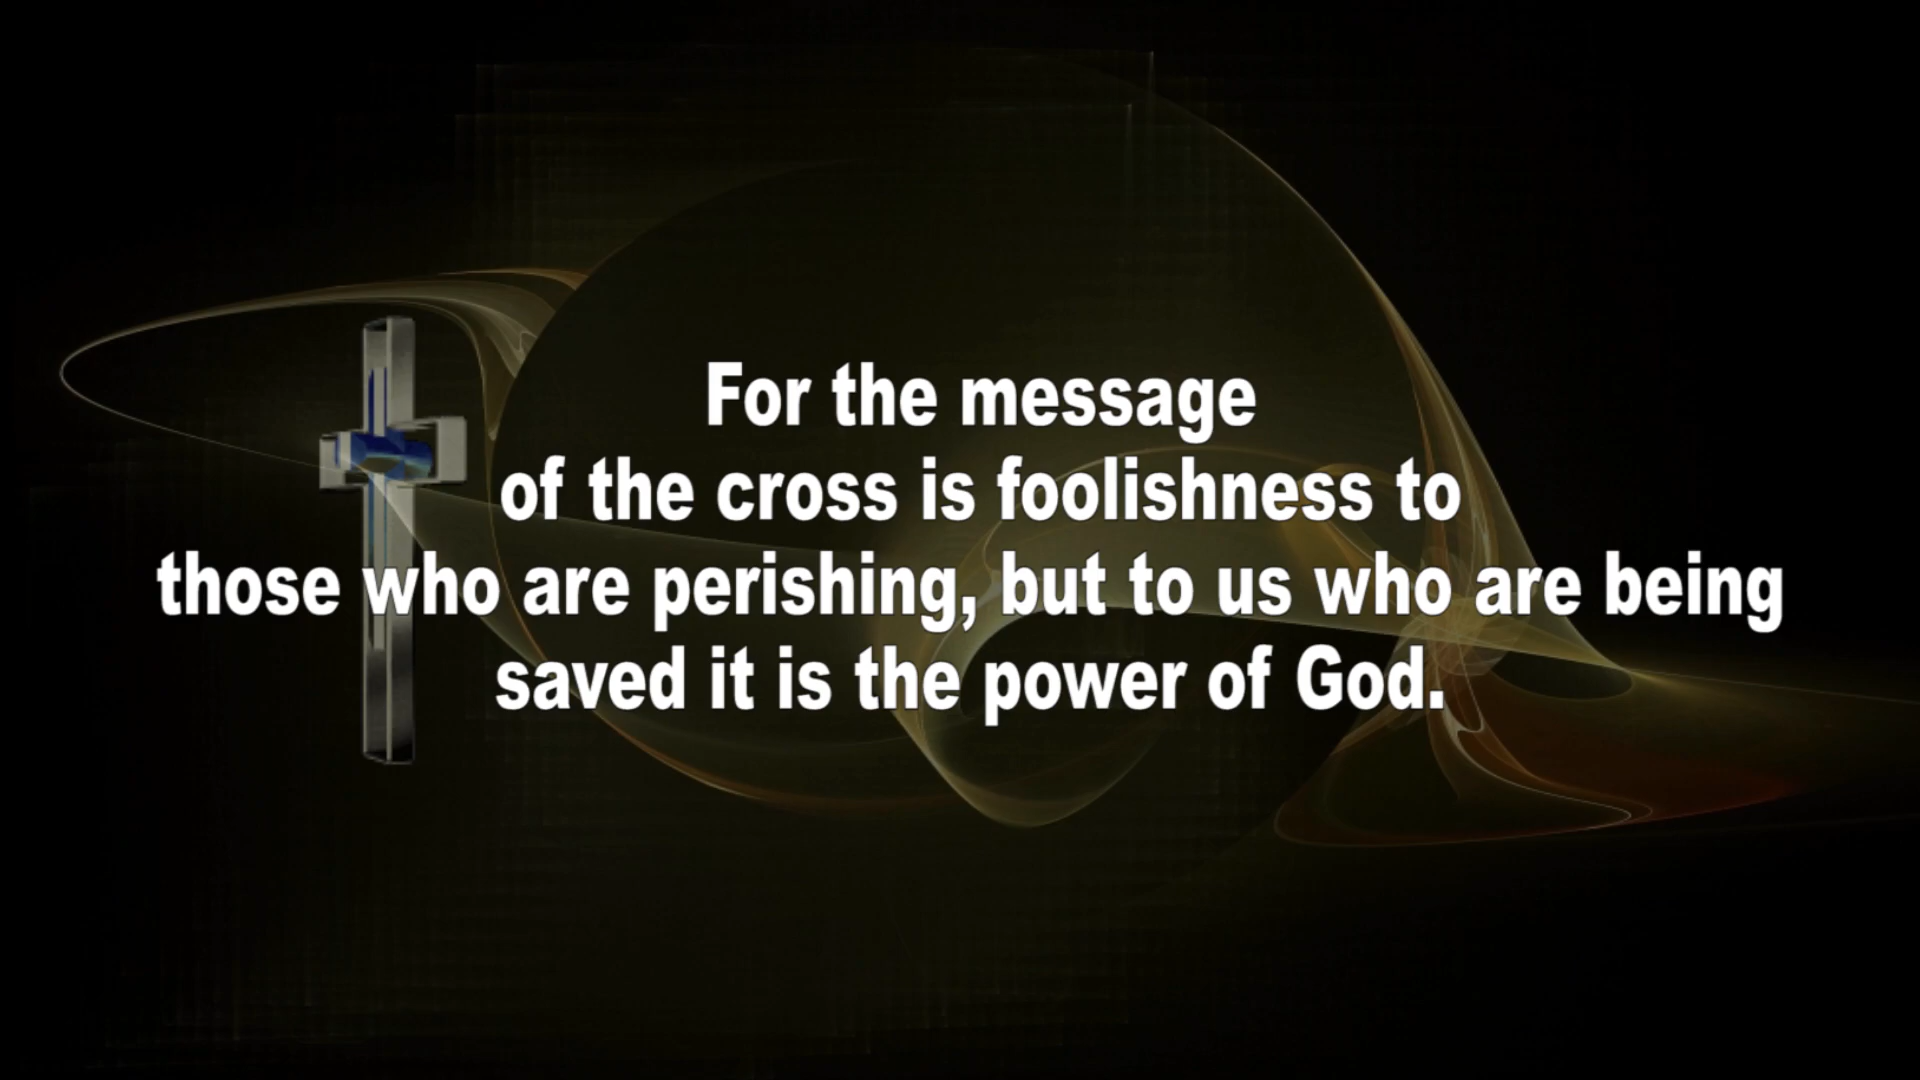 For the message
of the cross is foolishness to
those who are perishing, but to us who are being
saved it is the power of God.